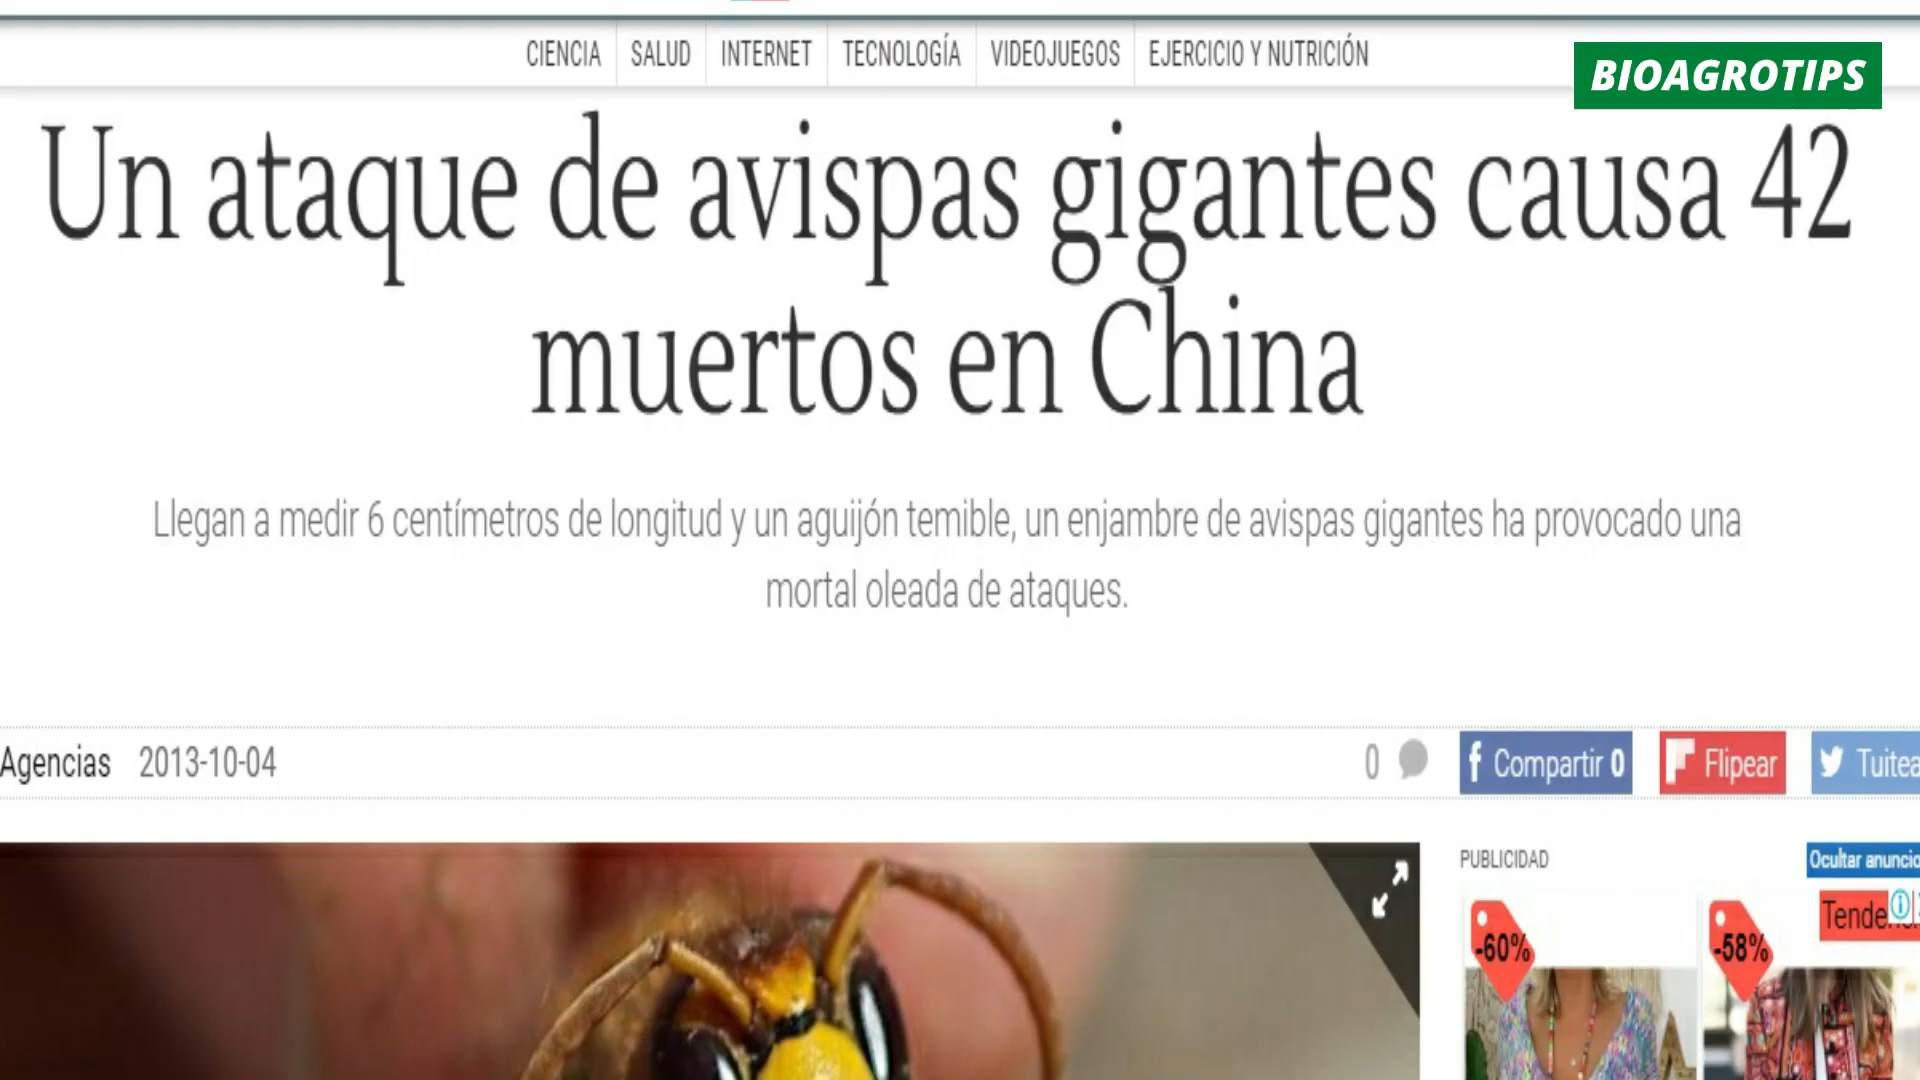 CIENCIA SALUD INTERNET TECNOLOGÍA VIDEOJUEGOS EJERCICIO Y NUTRICIÓN
BIOAGROTIPS
Un ataque de avispas gigantes causa 42
muertos en China
Llegan a medir 6 centímetros de longitud y un aguijón temible, un enjambre de avispas gigantes ha provocado una
mortal oleada de ataques.
Agencias 2013-10-04 0 Compartir 0 Flipear Tuitea
PUBLICIDAD Ocultar anuncio
-60% -58% Tende